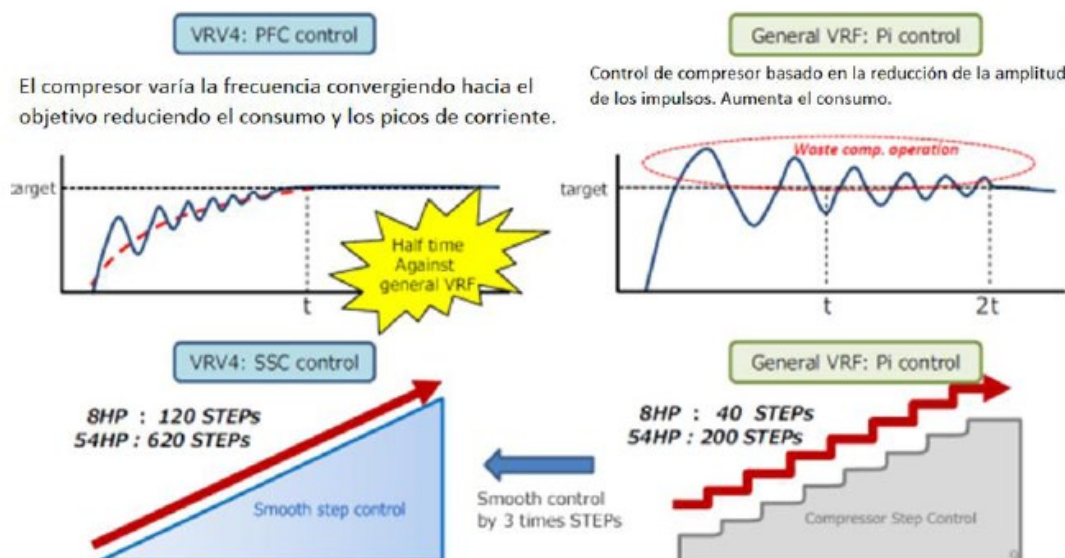 VRV4: PFC control
General VRF: Pi control
El compresor varía la frecuencia convergiendo hacia el
objetivo reduciendo el consumo y los picos de corriente.
Control de compresor basado en la reducción de la amplitud
de los impulsos. Aumenta el consumo.
target
Half time
Against
general VRF
t
Waste comp. operation
target
t
2t
VRV4: SSC control
General VRF: Pi control
8HP : 120 STEPs
54HP : 620 STEPs
Smooth step control
Smooth control
by 3 times STEPs
8HP : 40 STEPs
54HP : 200 STEPs
Compressor Step Control